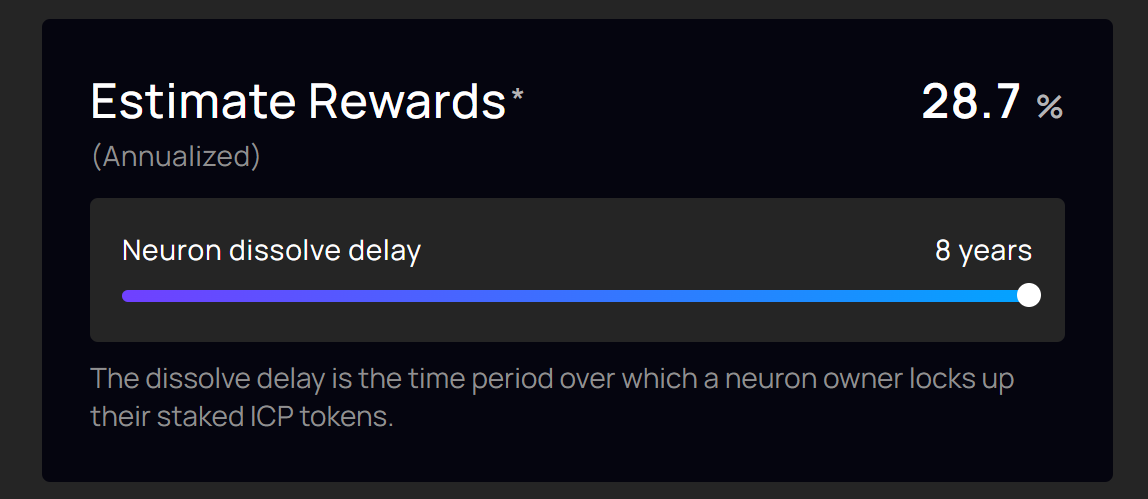 Estimate Rewards* 28.7 %
(Annualized)
Neuron dissolve delay 8 years
The dissolve delay is the time period over which a neuron owner locks up
their staked ICP tokens.